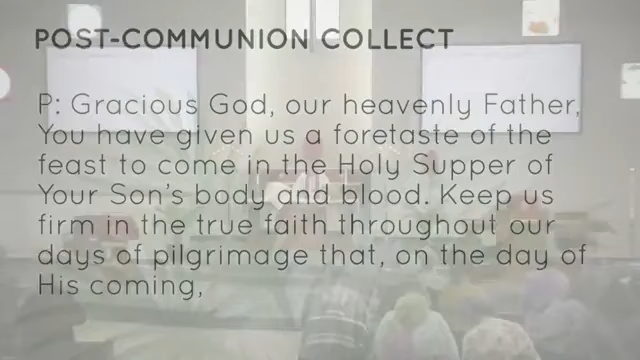 POST-COMMUNION COLLECT
P: Gracious God, our heavenly Father,
You have given us a foretaste of the
feast to come in the Holy Supper of
Your Son's body and blood. Keep us
firm in the true faith throughout our
days of pilgrimage that, on the day of
His coming,